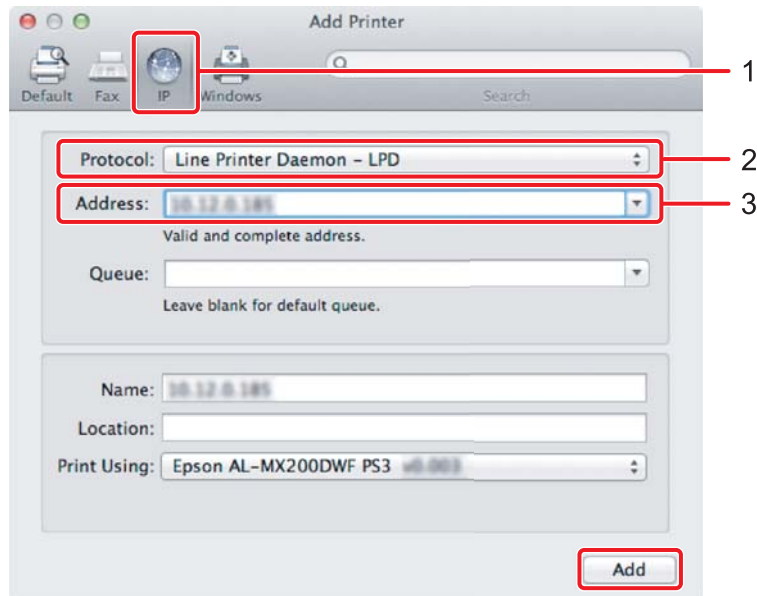 Add Printer
1
Default Fax IP Windows Search
Protocol: Line Printer Daemon – LPD
2
Address:
3
Valid and complete address.
Queue:
Leave blank for default queue.
Name:
Location:
Print Using: Epson AL-MX200DWF PS3
Add